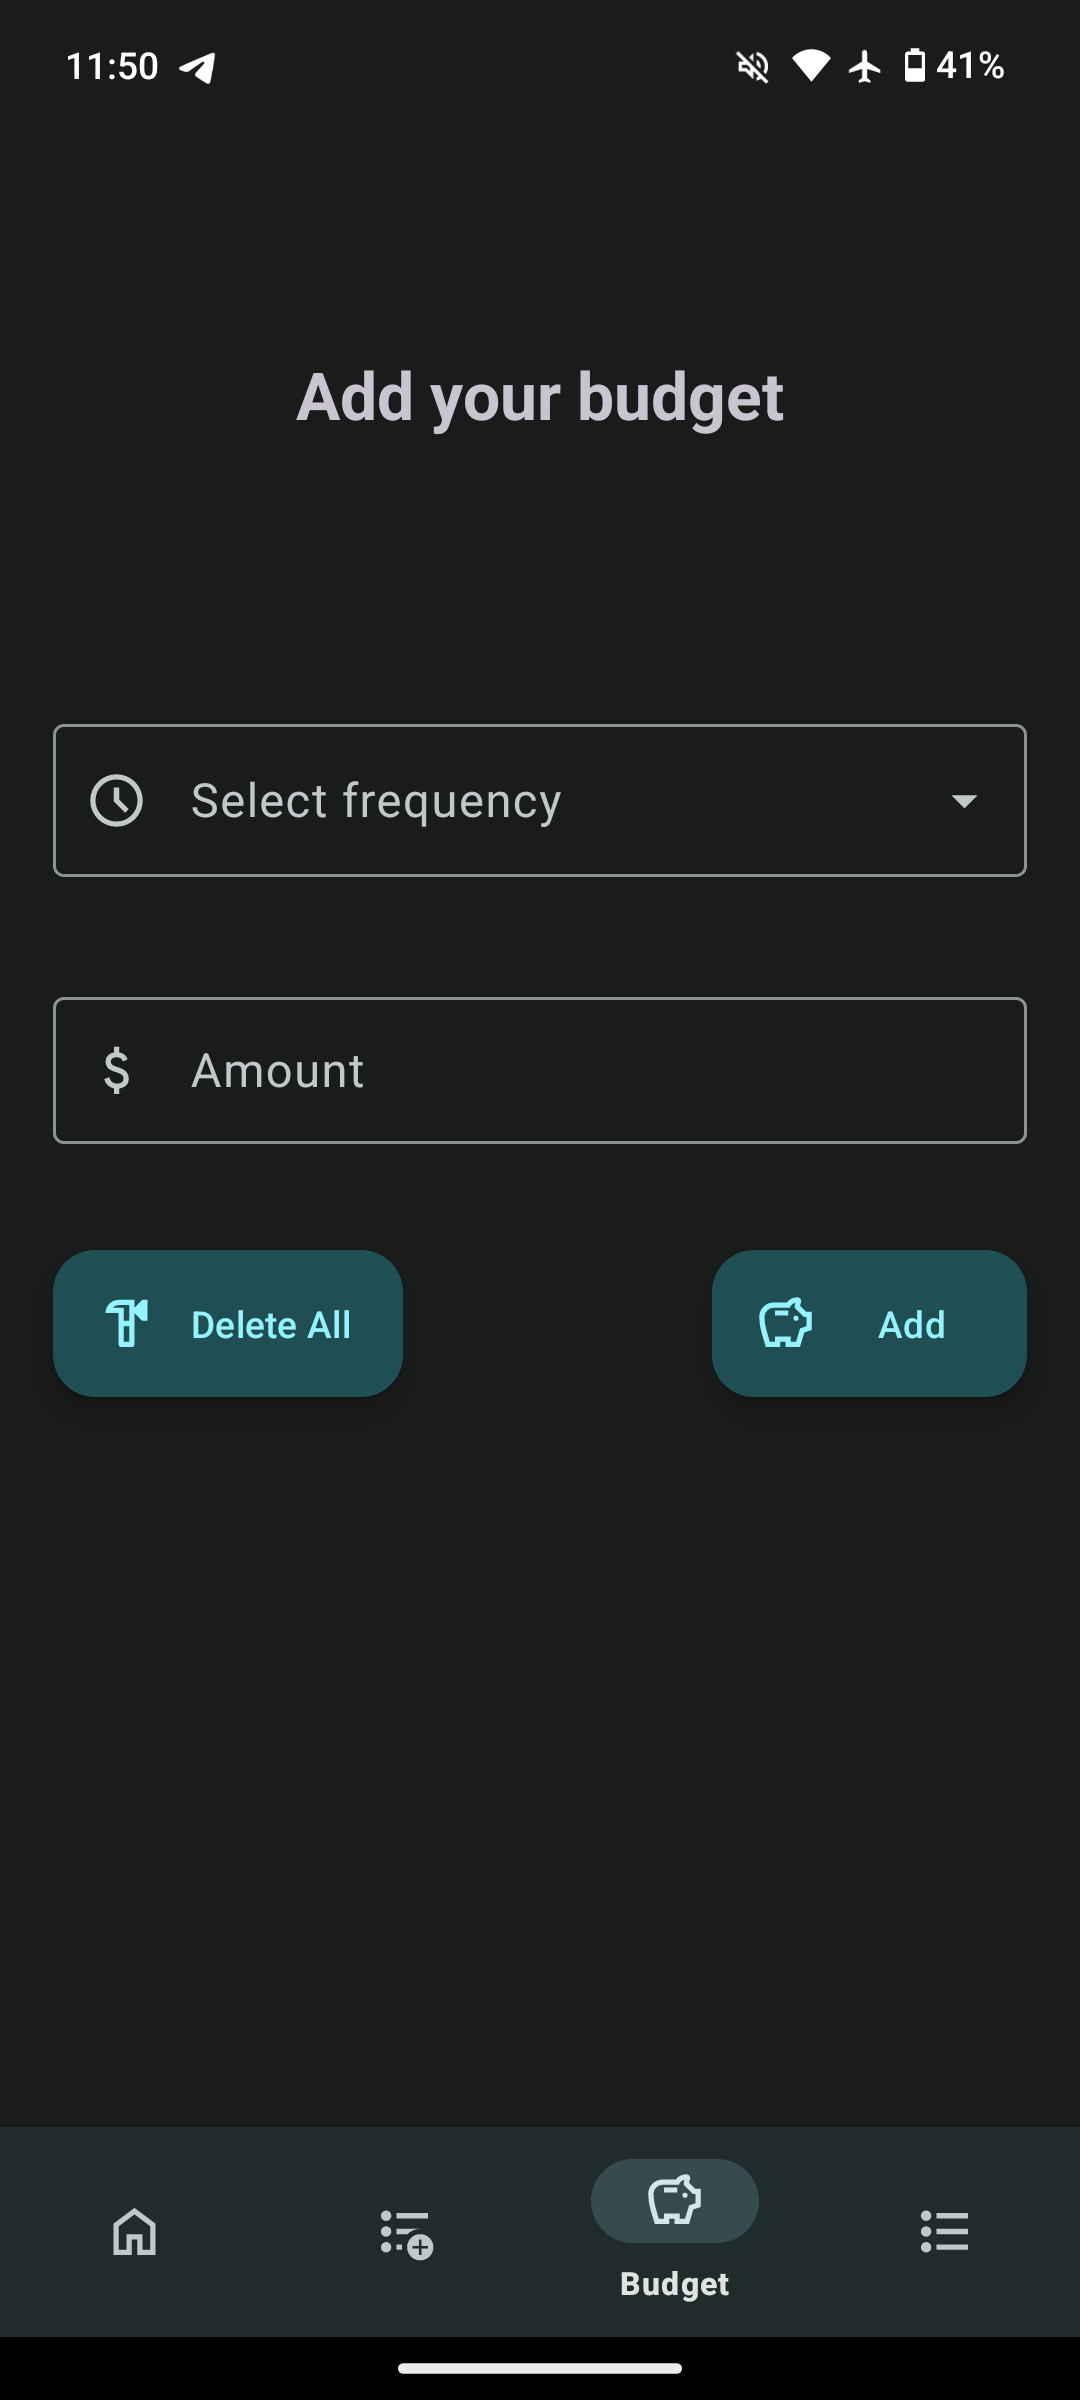 11:50 41%
Add your budget
Select frequency
$ Amount
Delete All Add
Budget